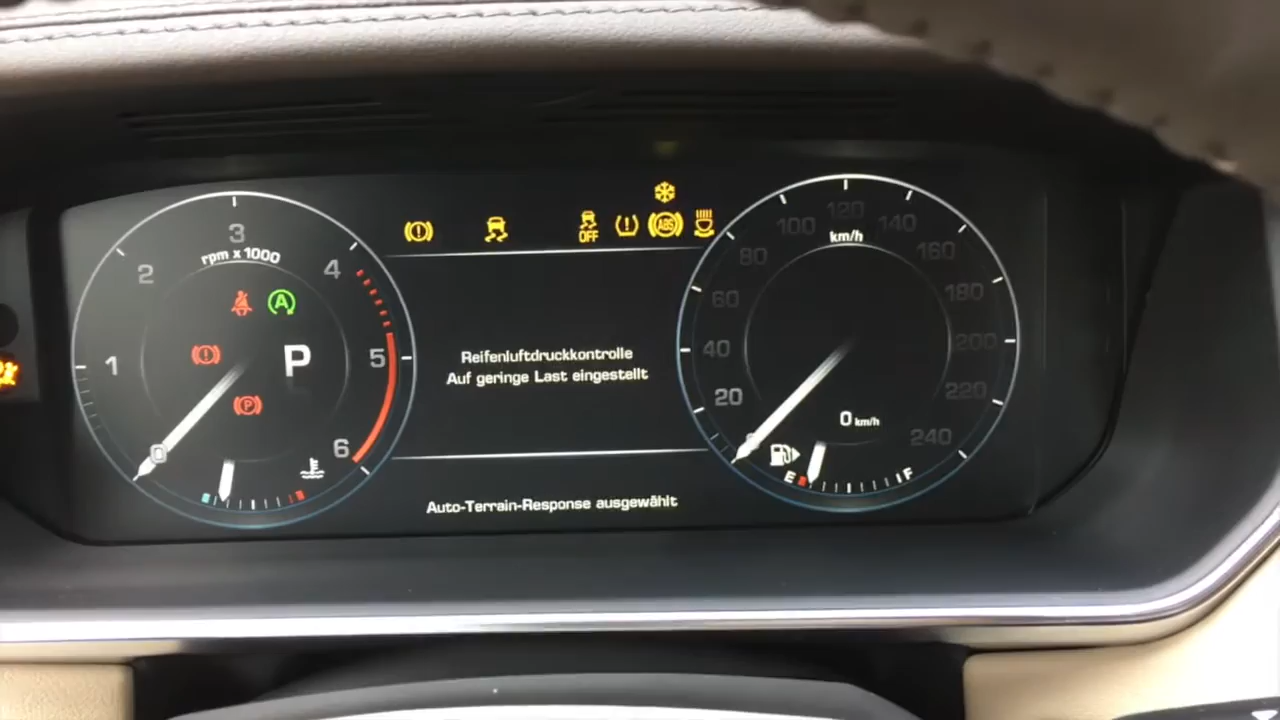 3
rpm x 1000
2
4
1
5
6
0
P
A
P
OFF
ABS
Reifenluftdruckkontrolle
Auf geringe Last eingestellt
Auto-Terrain-Response ausgewählt
120
100
140
km/h
80
160
60
180
40
200
20
220
0 km/h
240
E
F